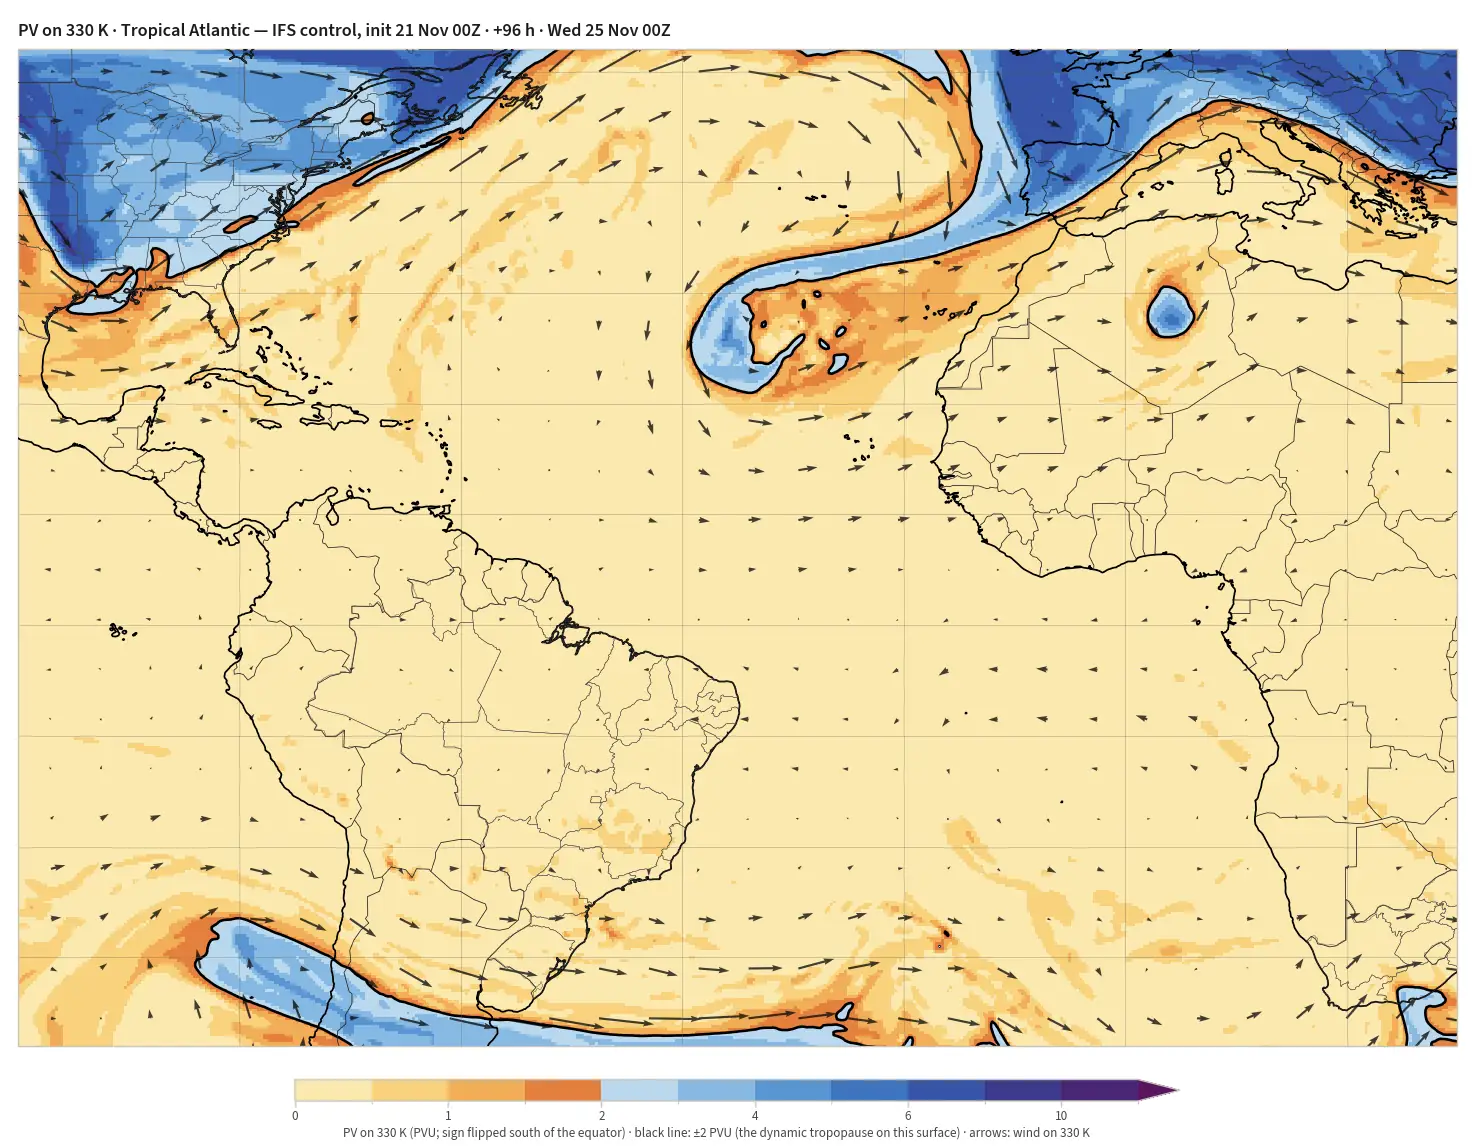 PV on 330 K · Tropical Atlantic — IFS control, init 21 Nov 00Z · +96 h · Wed 25 Nov 00Z
0 1 2 4 6 10
PV on 330 K (PVU; sign flipped south of the equator) · black line: ±2 PVU (the dynamic tropopause on this surface) · arrows: wind on 330 K